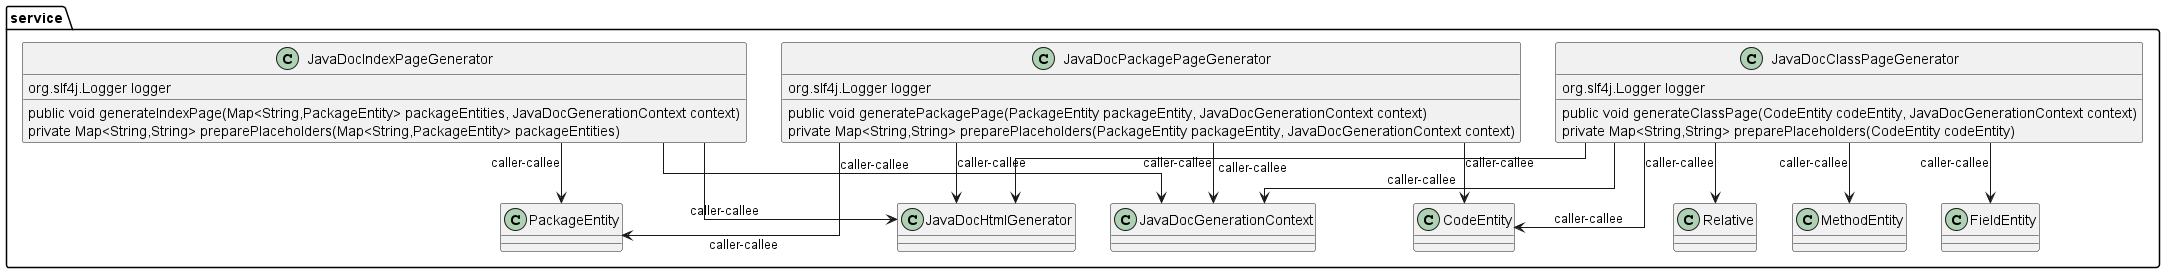 service
C JavaDocIndexPageGenerator
org.slf4j.Logger logger
public void generateIndexPage(Map<String,PackageEntity> packageEntities, JavaDocGenerationContext context)
private Map<String,String> preparePlaceholders(Map<String,PackageEntity> packageEntities)
C JavaDocPackagePageGenerator
org.slf4j.Logger logger
public void generatePackagePage(PackageEntity packageEntity, JavaDocGenerationContext context)
private Map<String,String> preparePlaceholders(PackageEntity packageEntity, JavaDocGenerationContext context)
C JavaDocClassPageGenerator
org.slf4j.Logger logger
public void generateClassPage(CodeEntity codeEntity, JavaDocGenerationContext context)
private Map<String,String> preparePlaceholders(CodeEntity codeEntity)
caller-callee
caller-callee
caller-callee
caller-callee
caller-callee
caller-callee
caller-callee
caller-callee
caller-callee
caller-callee
caller-callee
caller-callee
caller-callee
C PackageEntity
C JavaDocHtmlGenerator
C JavaDocGenerationContext
C CodeEntity
C Relative
C MethodEntity
C FieldEntity